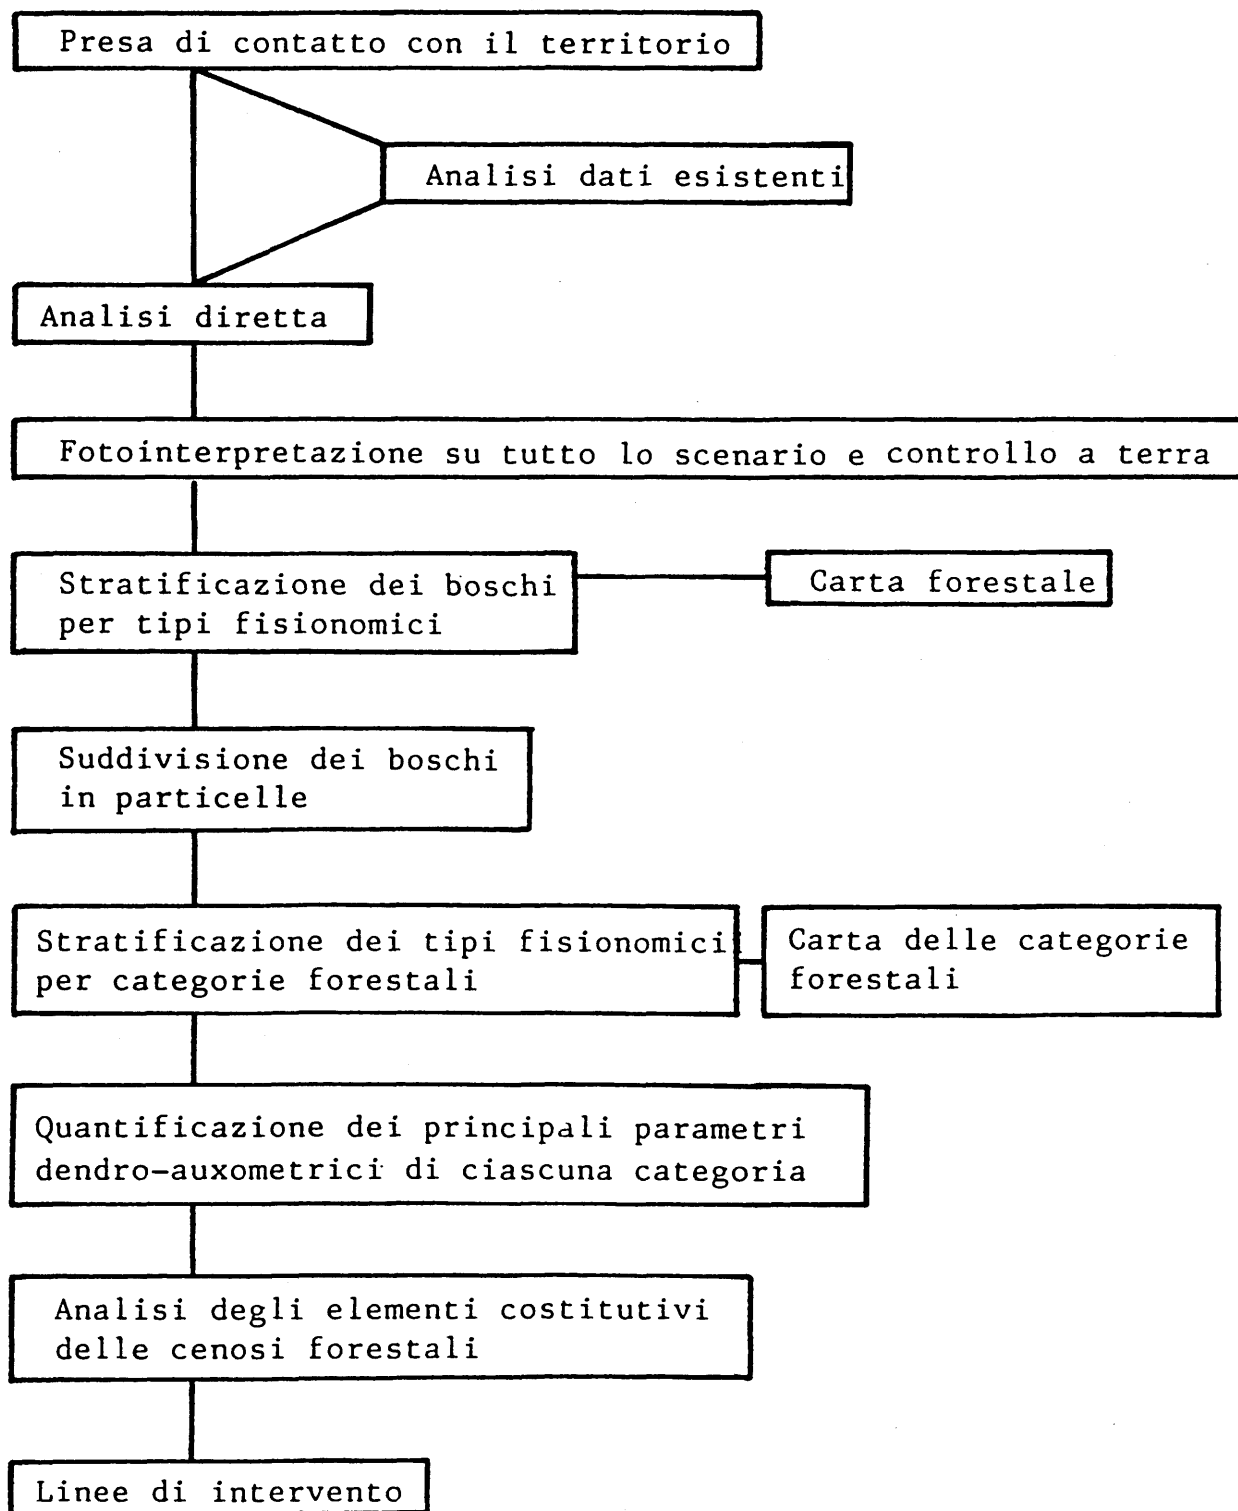 Presa di contatto con il territorio
Analisi dati esistenti
Analisi diretta
Fotointerpretazione su tutto lo scenario e controllo a terra
Stratificazione dei boschi
per tipi fisionomici
Carta forestale
Suddivisione dei boschi
in particelle
Stratificazione dei tipi fisionomici
per categorie forestali
Carta delle categorie
forestali
Quantificazione dei principali parametri
dendro-auxometrici di ciascuna categoria
Analisi degli elementi costitutivi
delle cenosi forestali
Linee di intervento